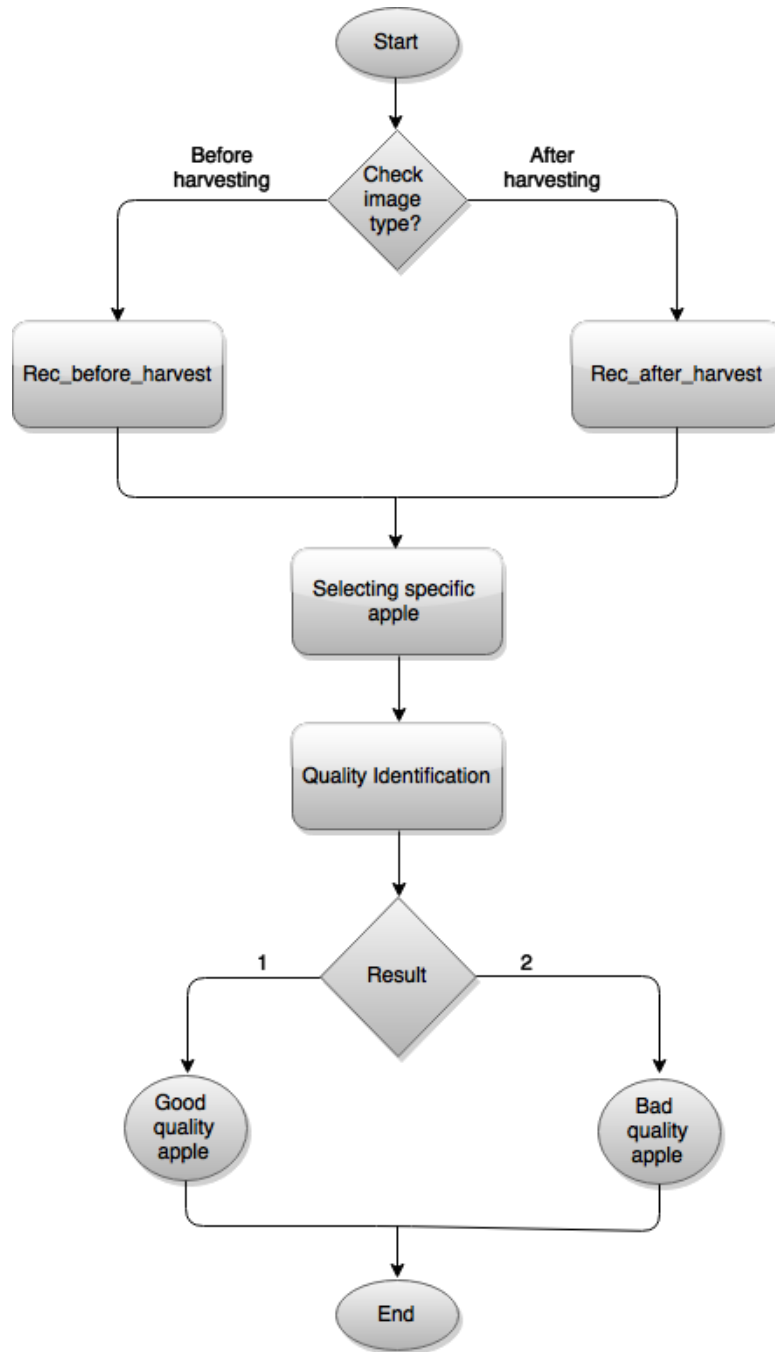 Start
Before
harvesting
After
harvesting
Check
image
type?
Rec_before_harvest
Rec_after_harvest
Selecting specific
apple
Quality Identification
1
Result
2
Good
quality
apple
Bad
quality
apple
End